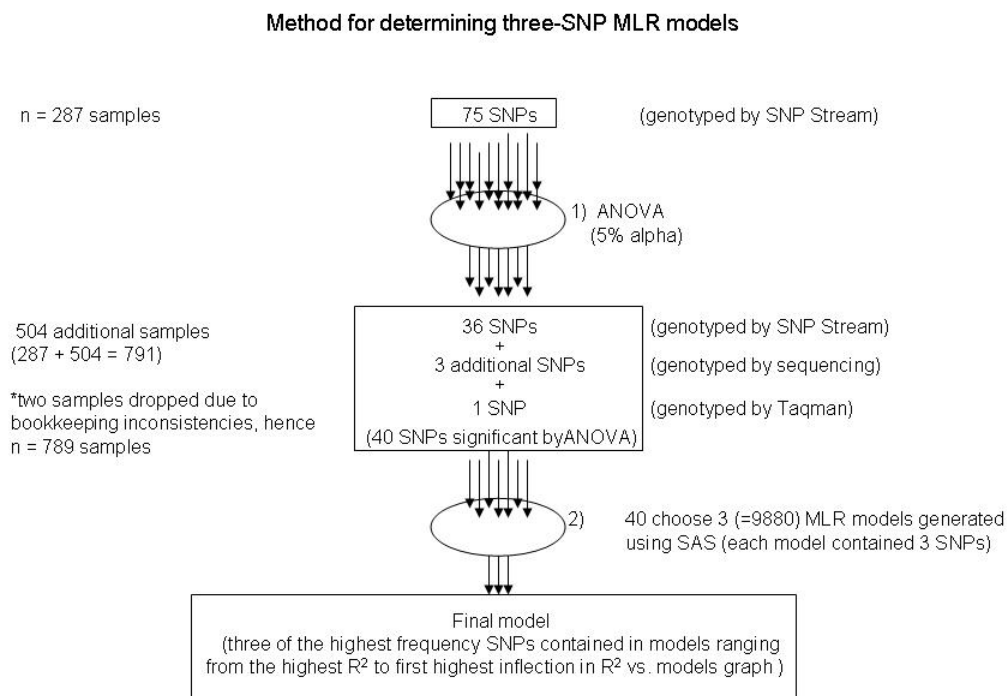 Method for determining three-SNP MLR models
n = 287 samples
75 SNPs
(genotyped by SNP Stream)
1) ANOVA
(5% alpha)
504 additional samples
(287 + 504 = 791)
*two samples dropped due to
bookkeeping inconsistencies, hence
n = 789 samples
36 SNPs
+
3 additional SNPs
+
1 SNP
(40 SNPs significant byANOVA)
(genotyped by SNP Stream)
(genotyped by sequencing)
(genotyped by Taqman)
2)
40 choose 3 (=9880) MLR models generated
using SAS (each model contained 3 SNPs)
Final model
(three of the highest frequency SNPs contained in models ranging
from the highest R² to first highest inflection in R² vs. models graph )